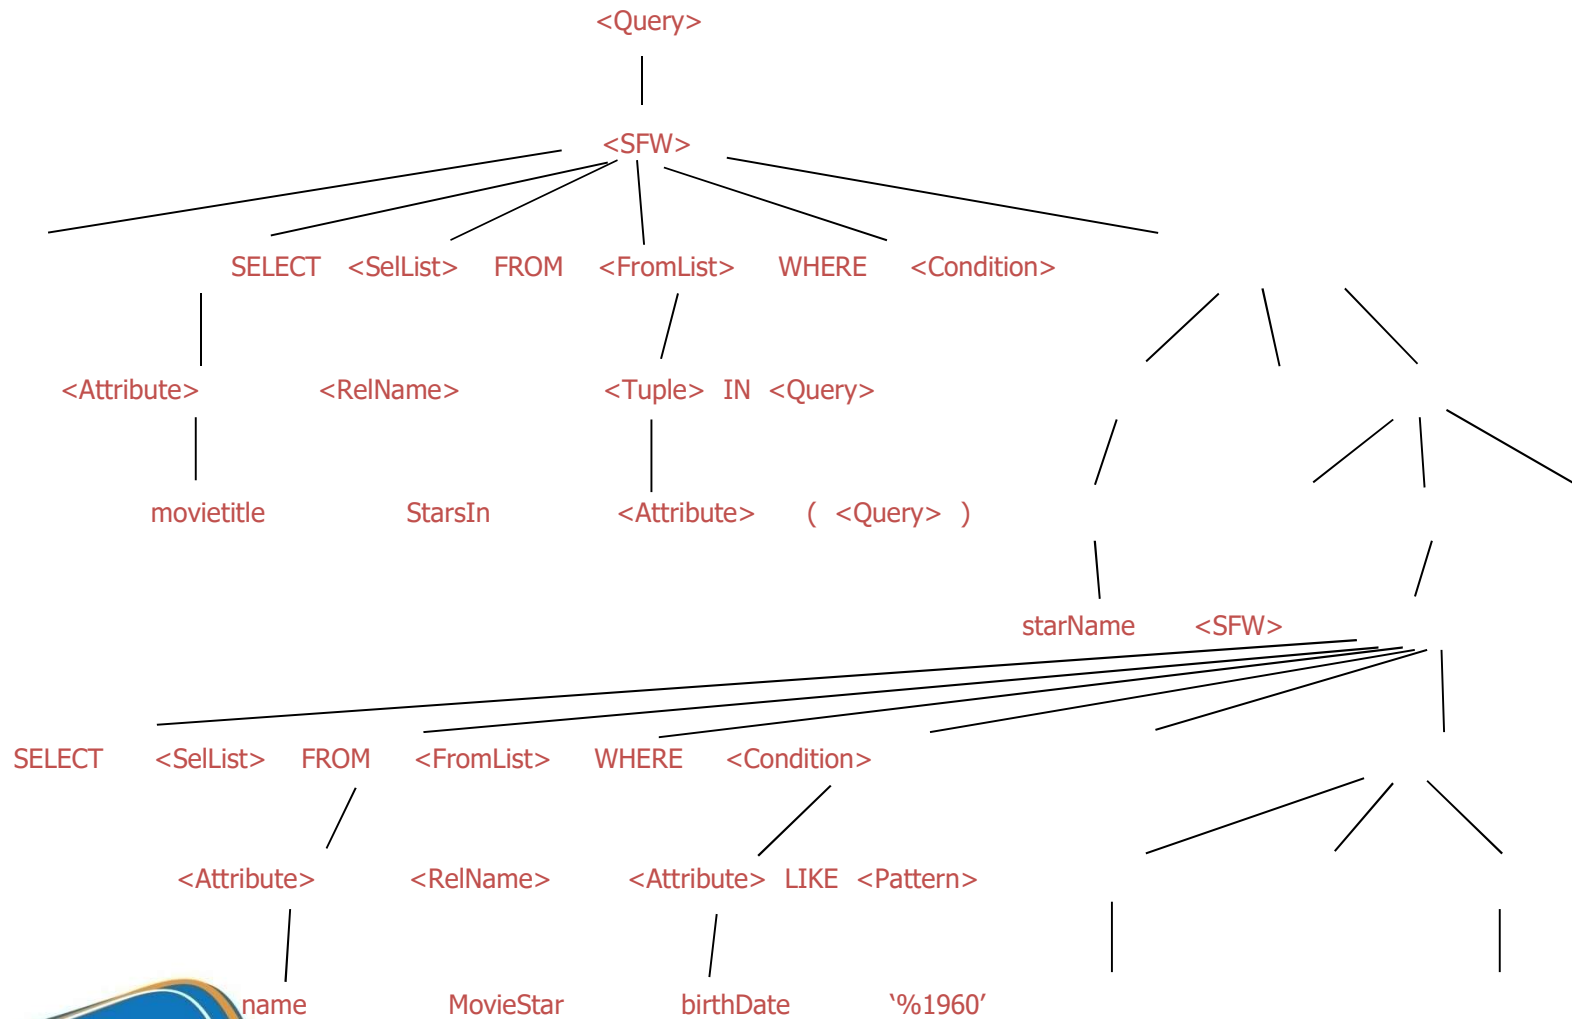 <Query>
<SFW>
SELECT <SelList> FROM <FromList> WHERE <Condition>
<Attribute> <RelName> <Tuple> IN <Query>
movietitle StarsIn <Attribute> ( <Query> )
starName <SFW>
SELECT <SelList> FROM <FromList> WHERE <Condition>
<Attribute> <RelName> <Attribute> LIKE <Pattern>
name MovieStar birthDate ‘%1960’